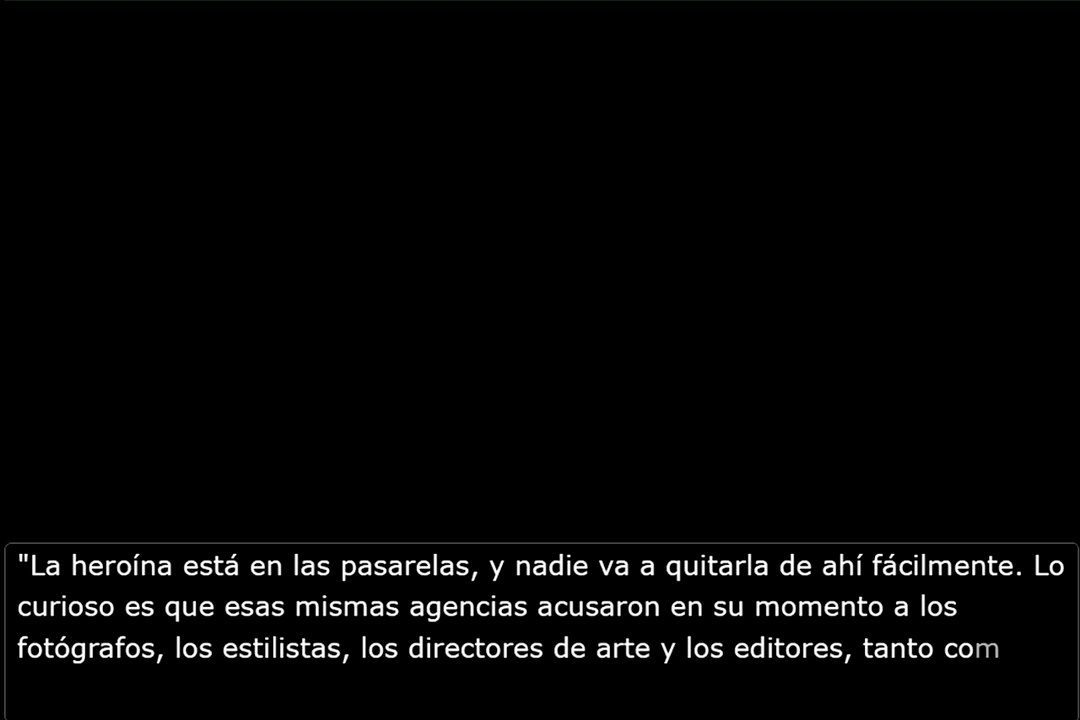 "La heroína está en las pasarelas, y nadie va a quitarla de ahí fácilmente. Lo
curioso es que esas mismas agencias acusaron en su momento a los
fotógrafos, los estilistas, los directores de arte y los editores, tanto com